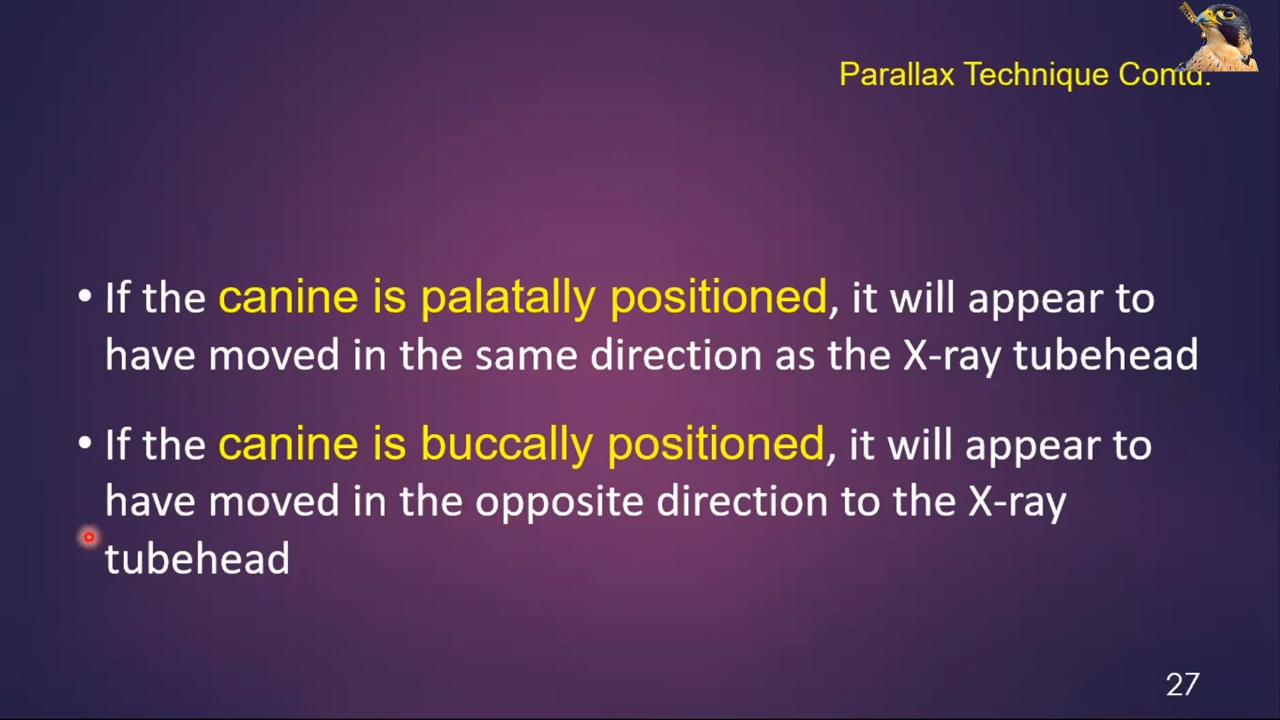 Parallax Technique Contd.
• If the canine is palatally positioned, it will appear to
have moved in the same direction as the X-ray tubehead
• If the canine is buccally positioned, it will appear to
have moved in the opposite direction to the X-ray
tubehead
27